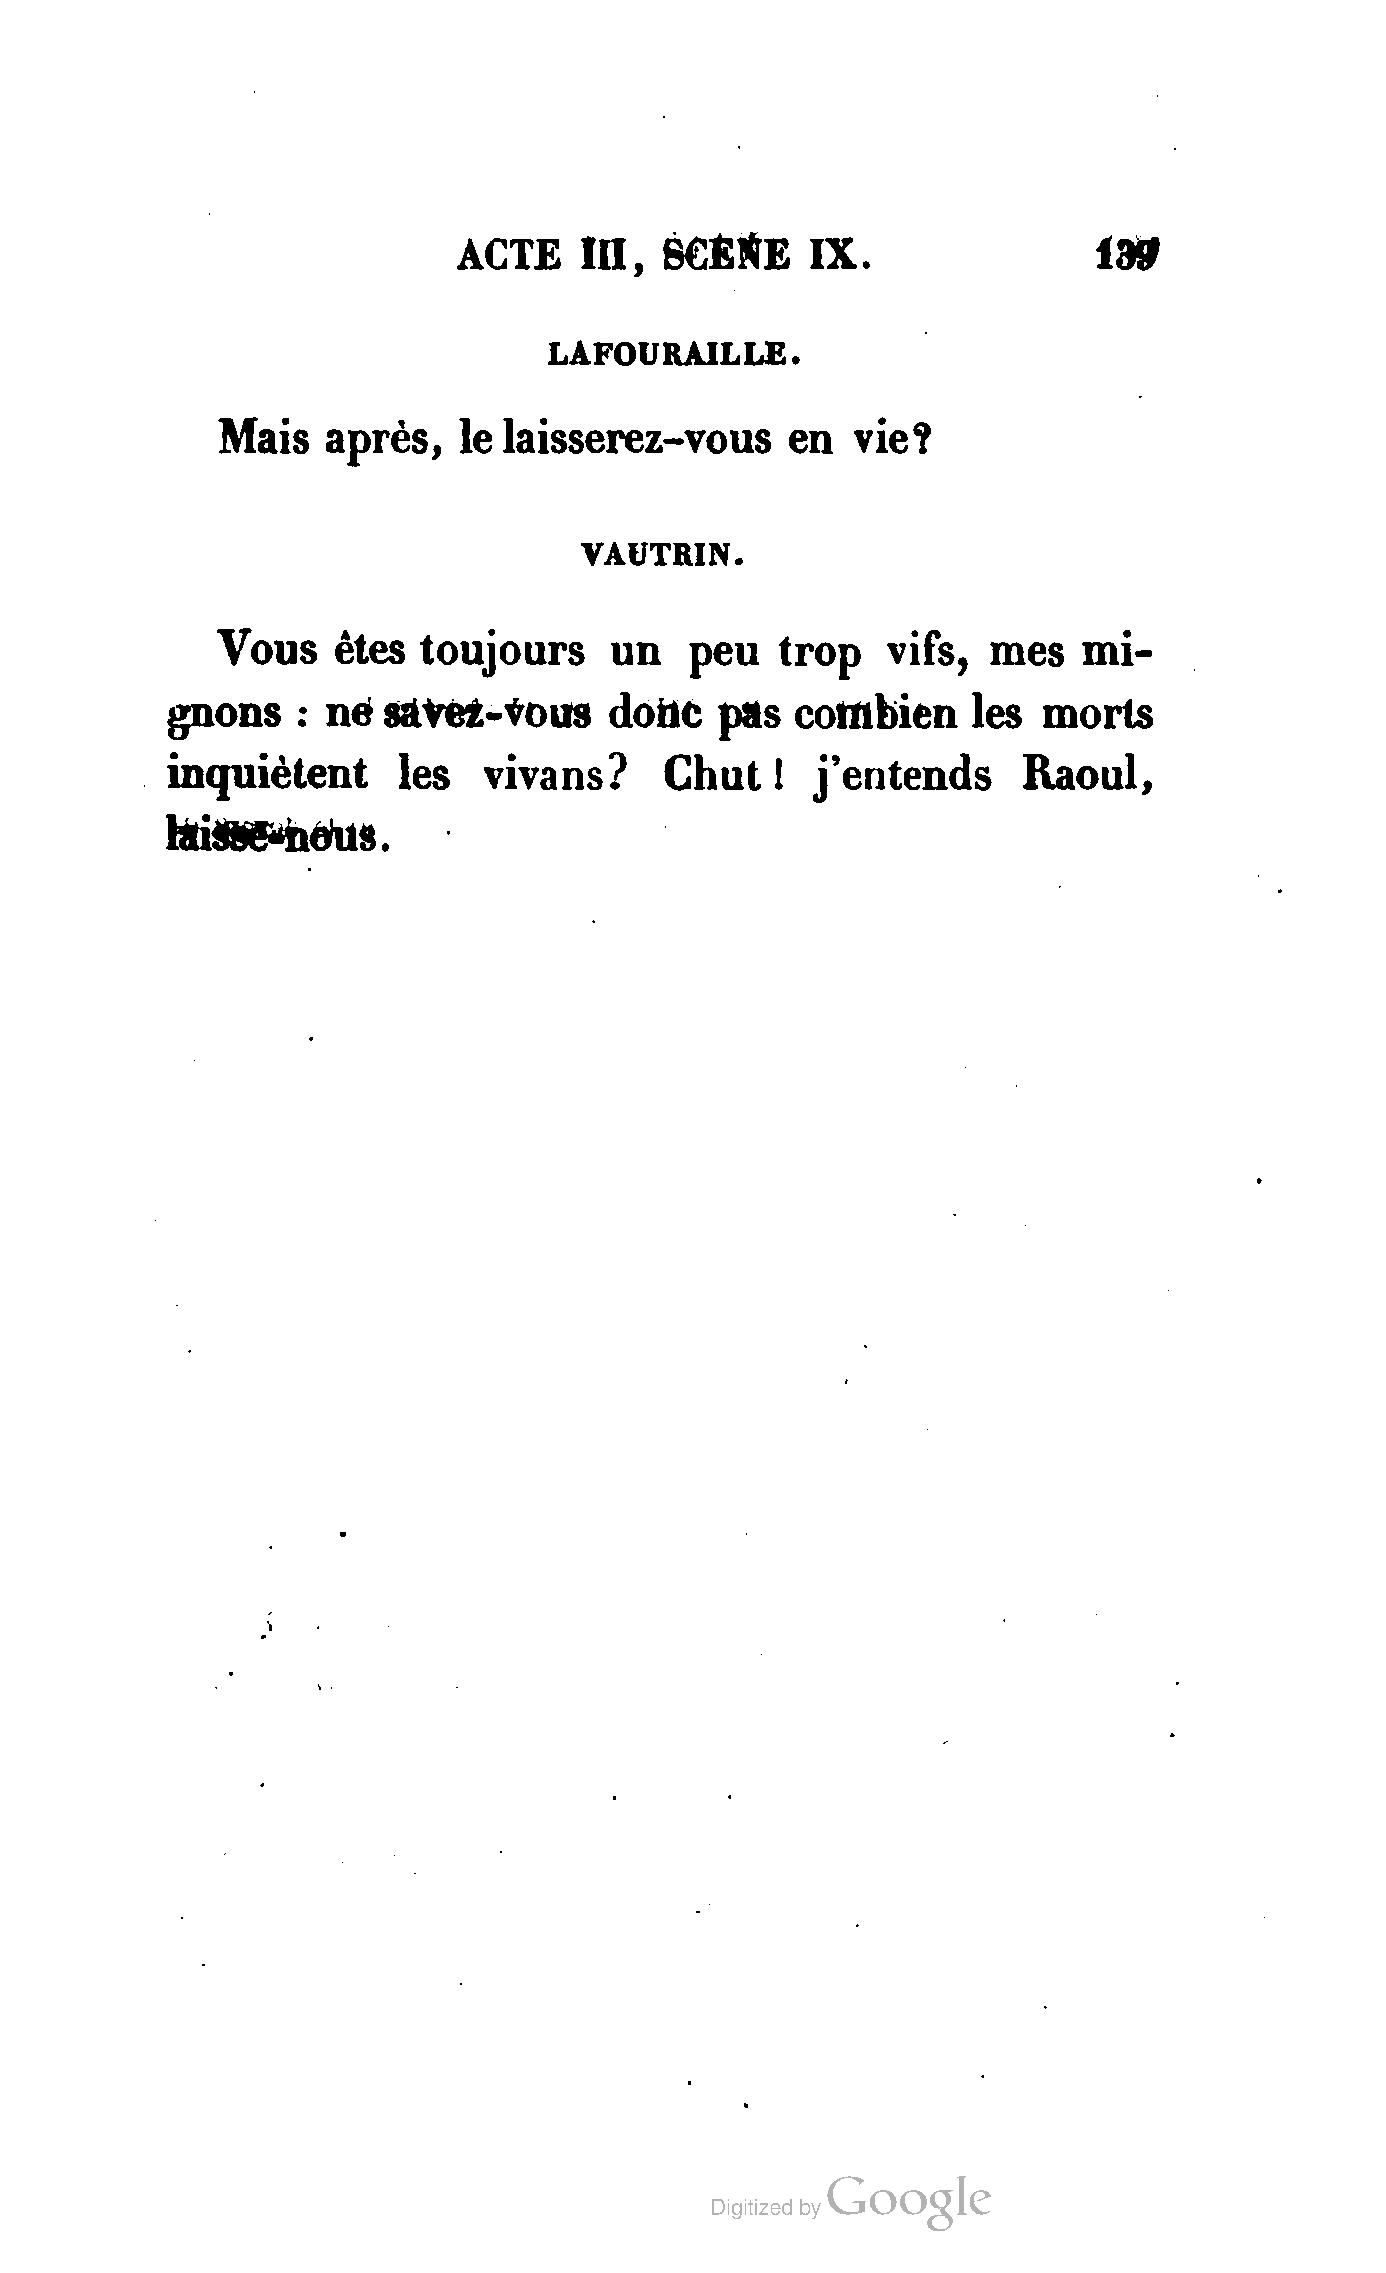 ACTE III, SCÈNE IX. 139
LAFOURAILLE.
Mais après, le laisserez-vous en vie?
VAUTRIN.
Vous êtes toujours un peu trop vifs, mes mi-
gnons : ne savez-vous donc pas combien les morts
inquiètent les vivans? Chut ! j'entends Raoul,
laisse-nous.
Digitized by Google